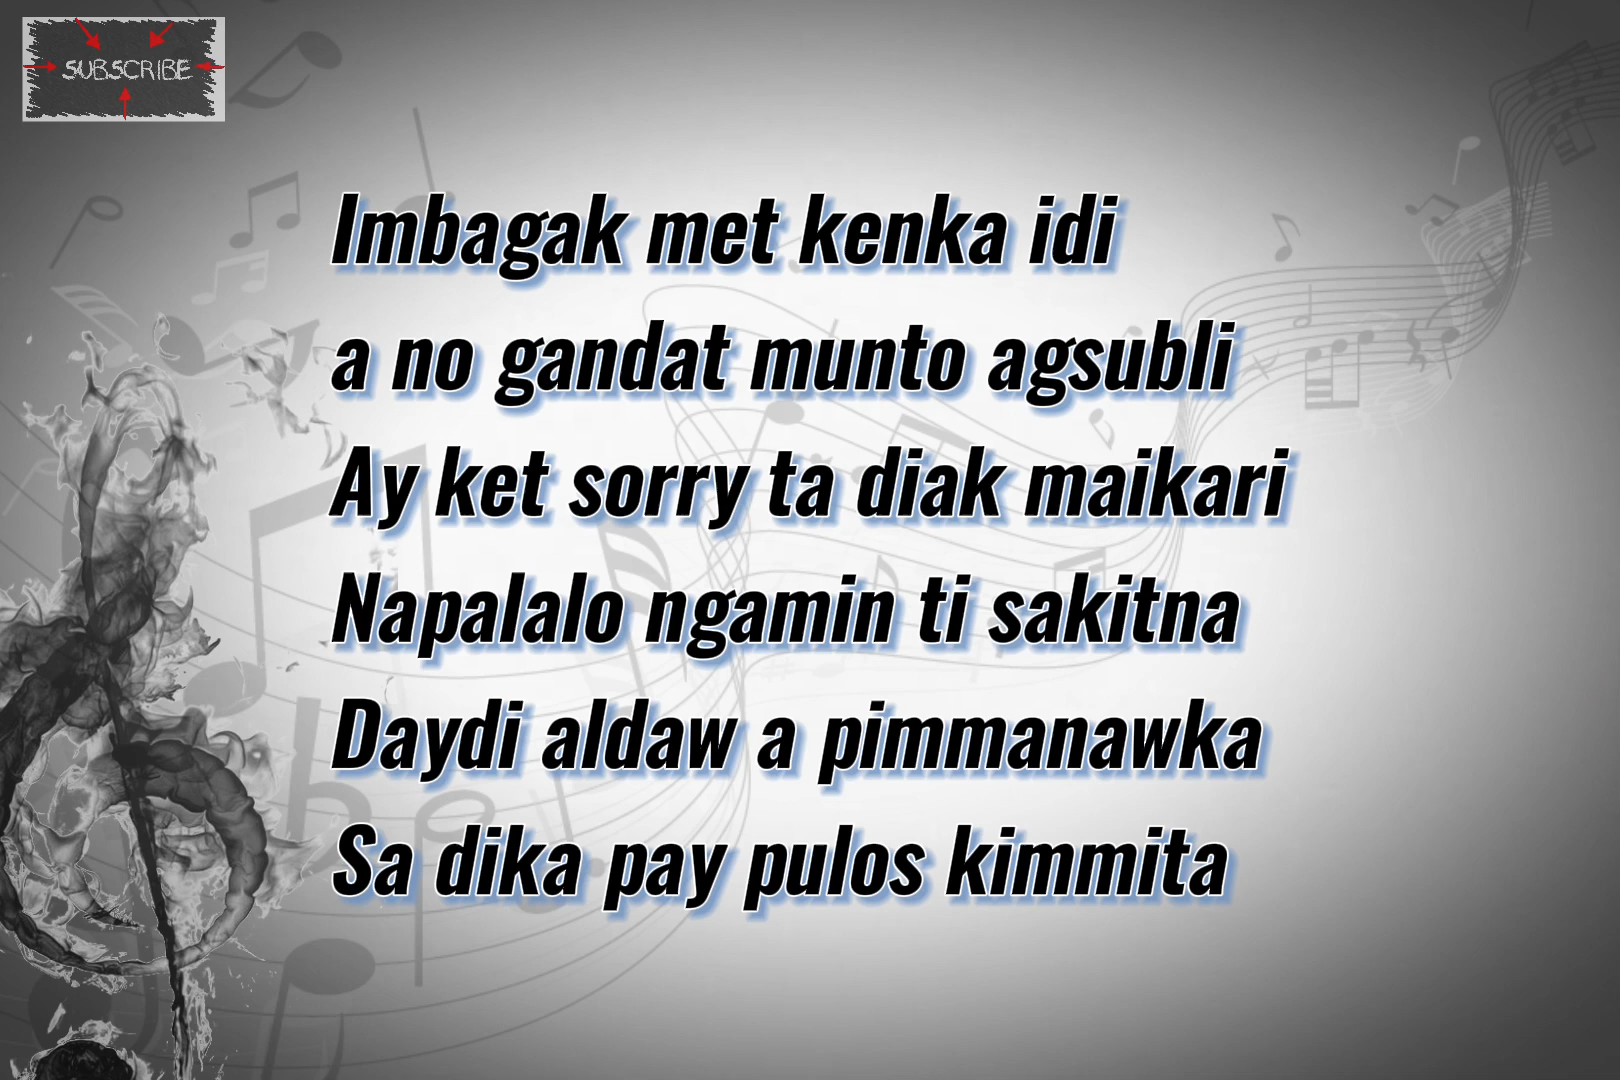 SUBSCRIBE
Imbagak met kenka idi
a no gandat munto agsubli
Ay ket sorry ta diak maikari
Napalalo ngamin ti sakitna
Daydi aldaw a pimmanawka
Sa dika pay pulos kimmita